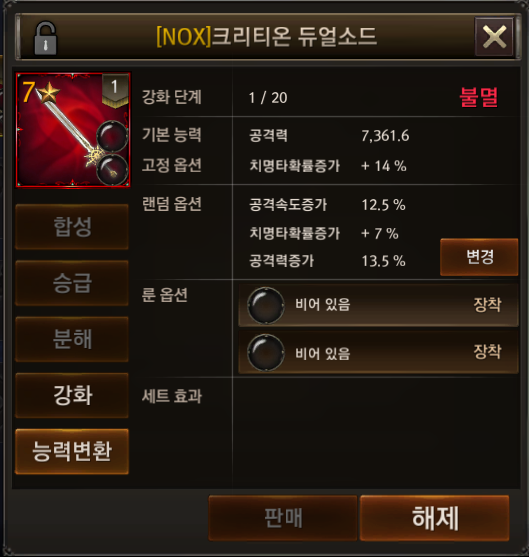 [NOX]크리티온 듀얼소드
7
1
강화 단계 1 / 20 불멸
기본 능력 공격력 7,361.6
고정 옵션 치명타확률증가 + 14 %
랜덤 옵션 공격속도증가 12.5 %
치명타확률증가 + 7 %
공격력증가 13.5 %
변경
룬 옵션 비어 있음 장착
비어 있음 장착
세트 효과
합성
승급
분해
강화
능력변환
판매 해제